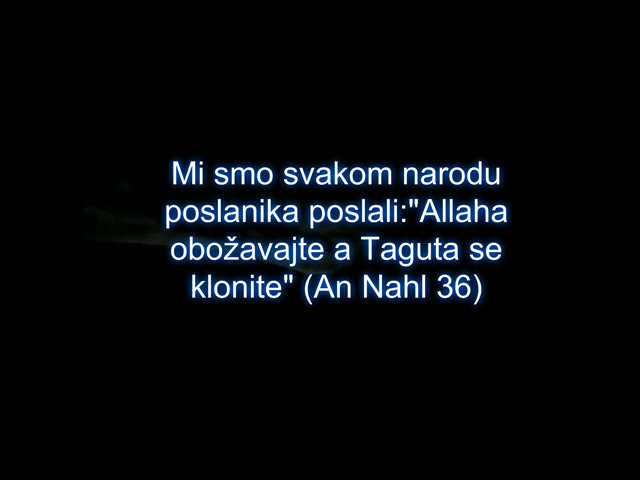 Mi smo svakom narodu
poslanika poslali:"Allaha
obožavajte a Taguta se
klonite" (An Nahl 36)